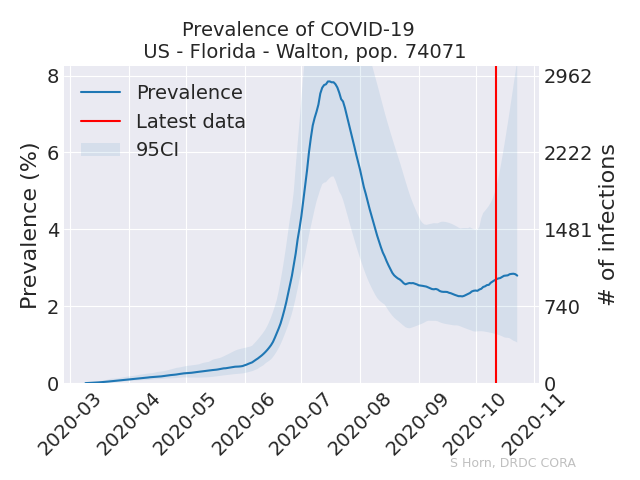 Prevalence of COVID-19
US - Florida - Walton, pop. 74071
Prevalence
Latest data
95CI
Prevalence (%)
8
6
4
2
0
# of infections
2962
2222
1481
740
0
2020-03
2020-04
2020-05
2020-06
2020-07
2020-08
2020-09
2020-10
2020-11
S Horn, DRDC CORA